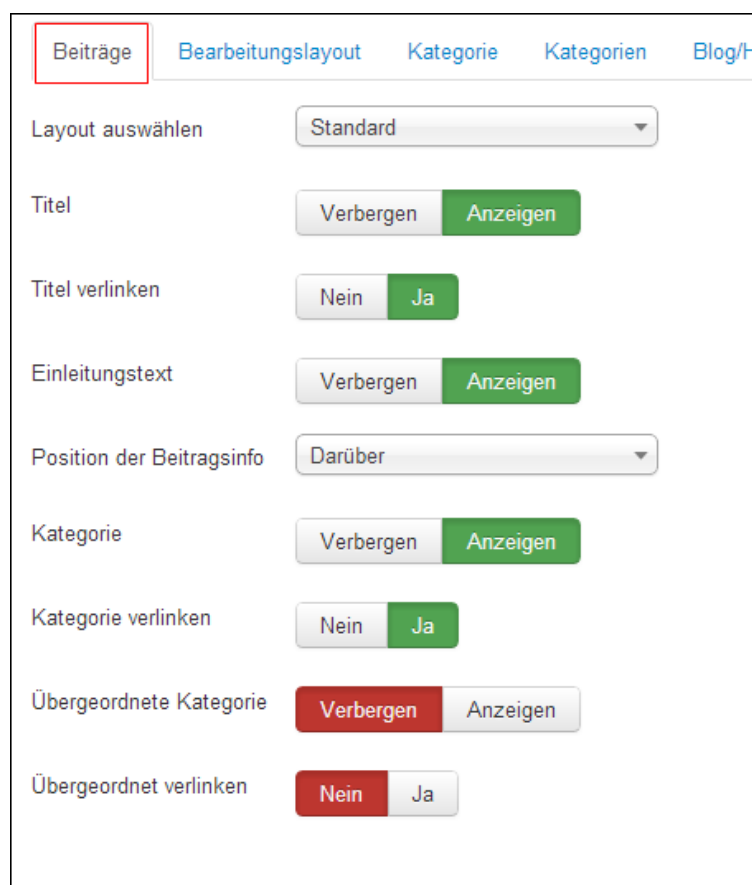 Beiträge Bearbeitungslayout Kategorie Kategorien Blog/H
Layout auswählen Standard
Titel Verbergen Anzeigen
Titel verlinken Nein Ja
Einleitungstext Verbergen Anzeigen
Position der Beitragsinfo Darüber
Kategorie Verbergen Anzeigen
Kategorie verlinken Nein Ja
Übergeordnete Kategorie Verbergen Anzeigen
Übergeordnet verlinken Nein Ja